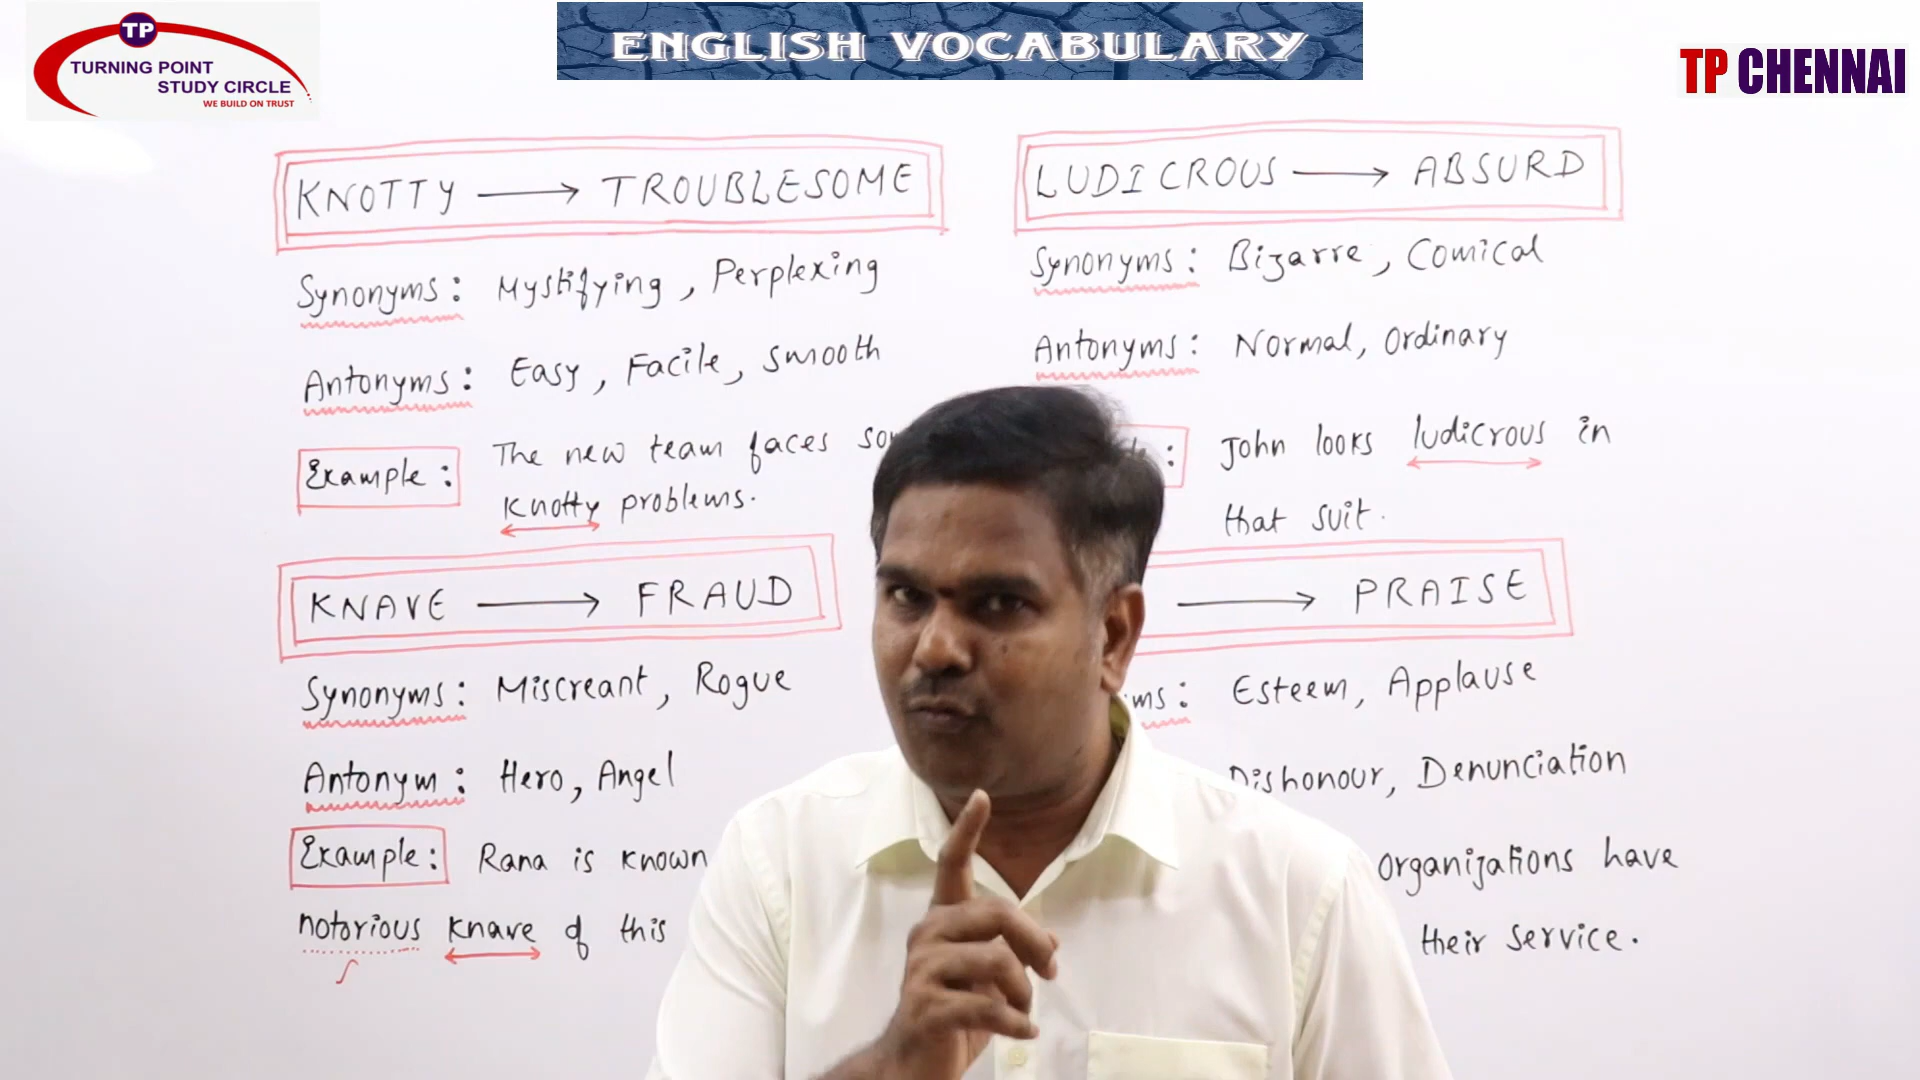 TP
TURNING POINT
STUDY CIRCLE
WE BUILD ON TRUST
ENGLISH VOCABULARY
TP CHENNAI
KNOTTY → TROUBLESOME
Synonyms: Mystifying, Perplexing
Antonyms: Easy, Facile, Smooth
Example: The new team faces
Knotty problems.
LUDICROUS → ABSURD
Synonyms: Bizarre, Comical
Antonyms: Normal, Ordinary
: John looks ludicrous in
that suit.
KNAVE → FRAUD
Synonyms: Miscreant, Rogue
Antonym: Hero, Angel
Example: Rana is known
notorious knave of this
→ PRAISE
ms: Esteem, Applause
Dishonour, Denunciation
Organizations have
their service.